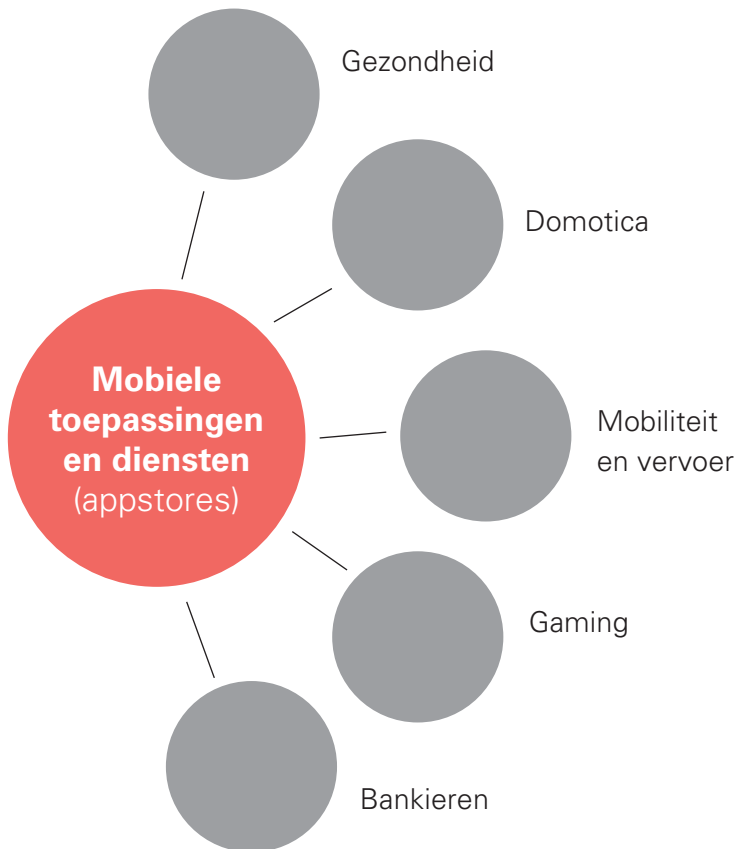 Gezondheid
Domotica
Mobiele
toepassingen
en diensten
(appstores)
Mobiliteit
en vervoer
Gaming
Bankieren